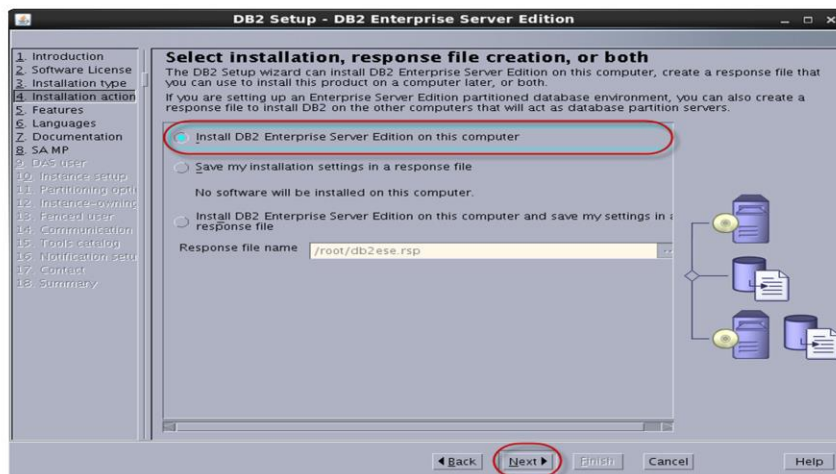 DB2 Setup - DB2 Enterprise Server Edition
1. Introduction
2. Software License
3. Installation type
4. Installation action
5. Features
6. Languages
7. Documentation
8. SA MP
9. DAS user
10. Instance setup
11. Partitioning opti
12. Instance-owning
13. Fenced user
14. Communication
15. Tools catalog
16. Notification setu
17. Contact
18. Summary
Select installation, response file creation, or both
The DB2 Setup wizard can install DB2 Enterprise Server Edition on this computer, create a response file that
you can use to install this product on a computer later, or both.
If you are setting up an Enterprise Server Edition partitioned database environment, you can also create a
response file to install DB2 on the other computers that will act as database partition servers.
Install DB2 Enterprise Server Edition on this computer
Save my installation settings in a response file
No software will be installed on this computer.
Install DB2 Enterprise Server Edition on this computer and save my settings in a
response file
Response file name /root/db2ese.rsp ...
Back Next Finish Cancel Help